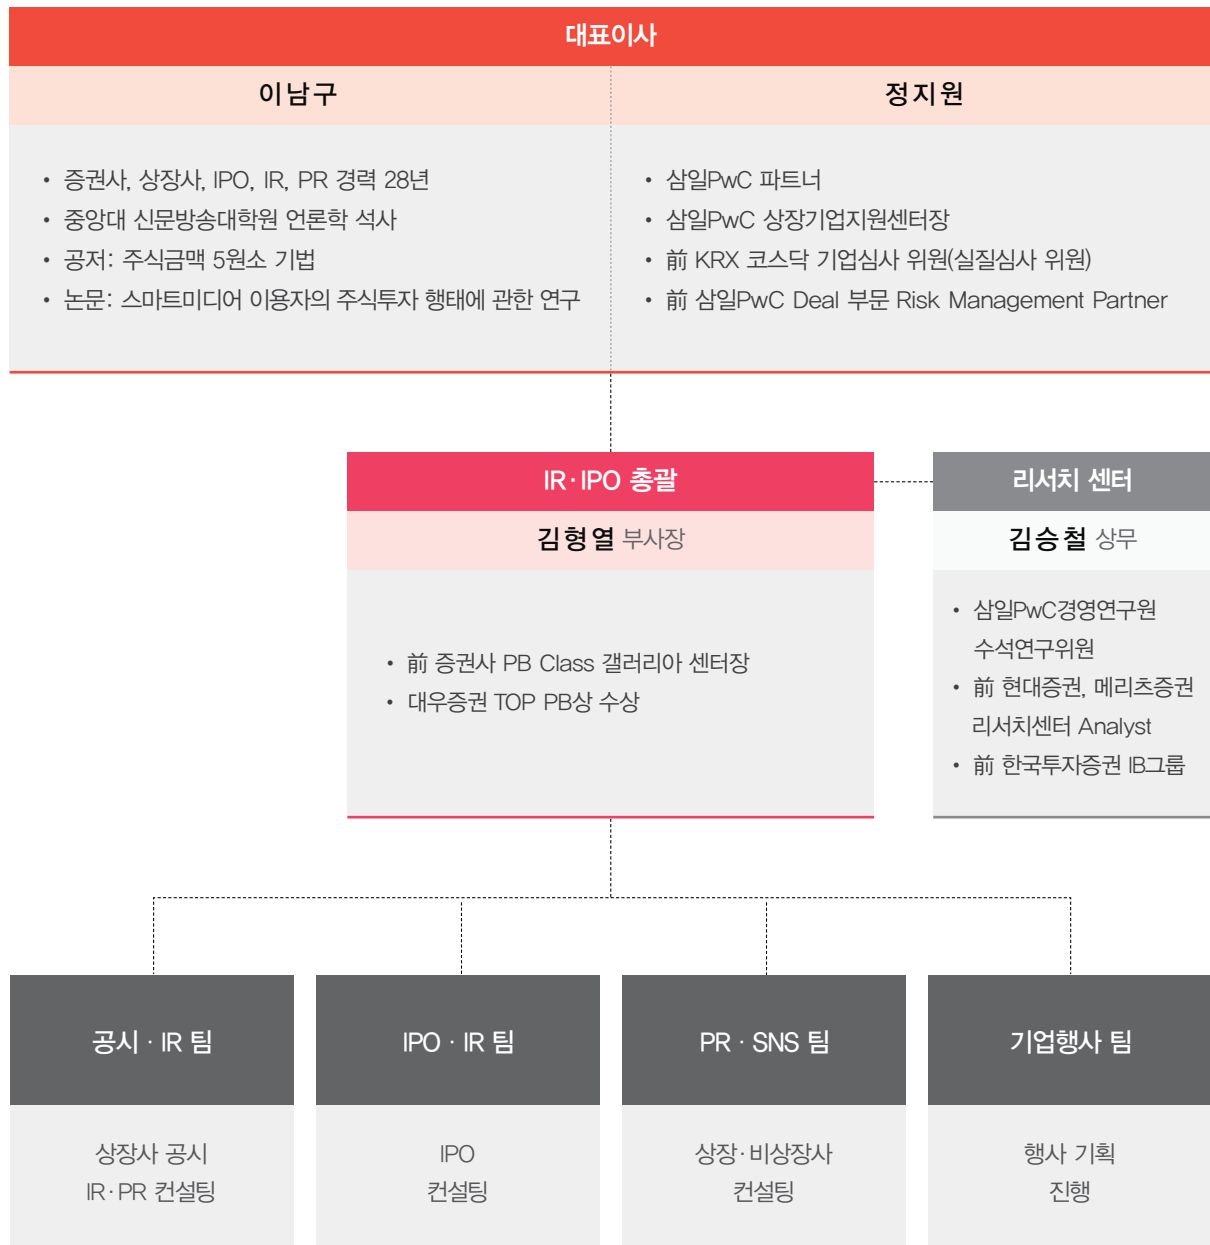 대표이사
이남구
정지원
• 증권사, 상장사, IPO, IR, PR 경력 28년
• 중앙대 신문방송대학원 언론학 석사
• 공저: 주식금맥 5원소 기법
• 논문: 스마트미디어 이용자의 주식투자 행태에 관한 연구
• 삼일PwC 파트너
• 삼일PwC 상장기업지원센터장
• 前 KRX 코스닥 기업심사 위원(실질심사 위원)
• 前 삼일PwC Deal 부문 Risk Management Partner
IR·IPO 총괄
김형열 부사장
• 前 증권사 PB Class 갤러리아 센터장
• 대우증권 TOP PB상 수상
리서치 센터
김승철 상무
• 삼일PwC경영연구원
수석연구위원
• 前 현대증권, 메리츠증권
리서치센터 Analyst
• 前 한국투자증권 IB그룹
공시 · IR 팀
상장사 공시
IR·PR 컨설팅
IPO · IR 팀
IPO
컨설팅
PR · SNS 팀
상장·비상장사
컨설팅
기업행사 팀
행사 기획
진행